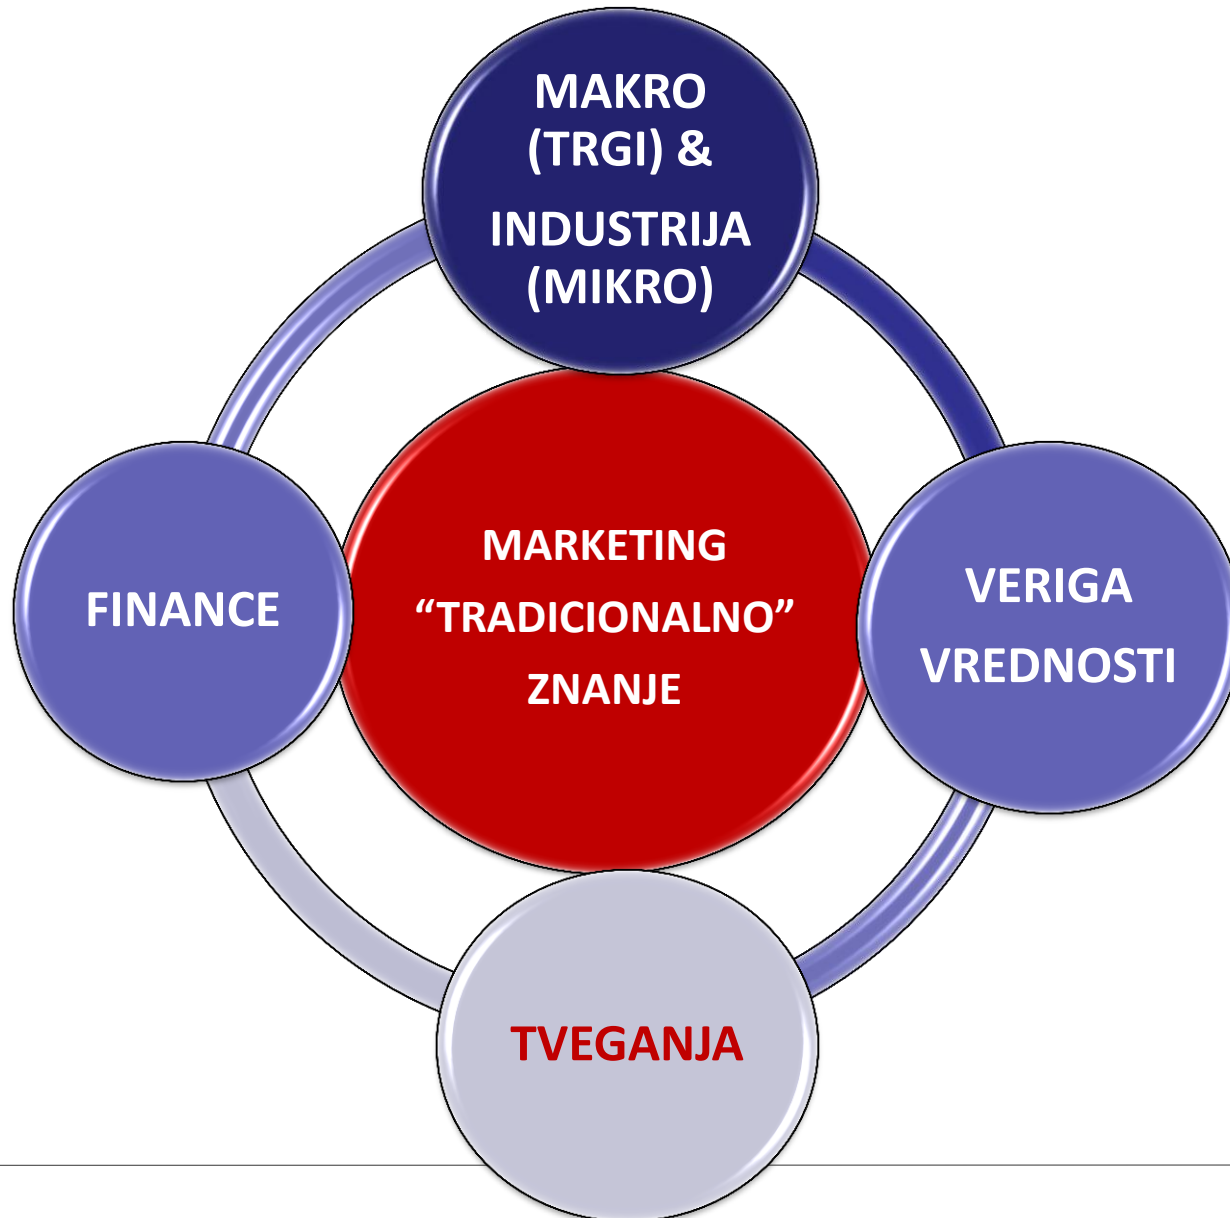 MAKRO
(TRGI) &
INDUSTRIJA
(MIKRO)
MARKETING
“TRADICIONALNO”
ZNANJE
FINANCE
VERIGA
VREDNOSTI
TVEGANJA